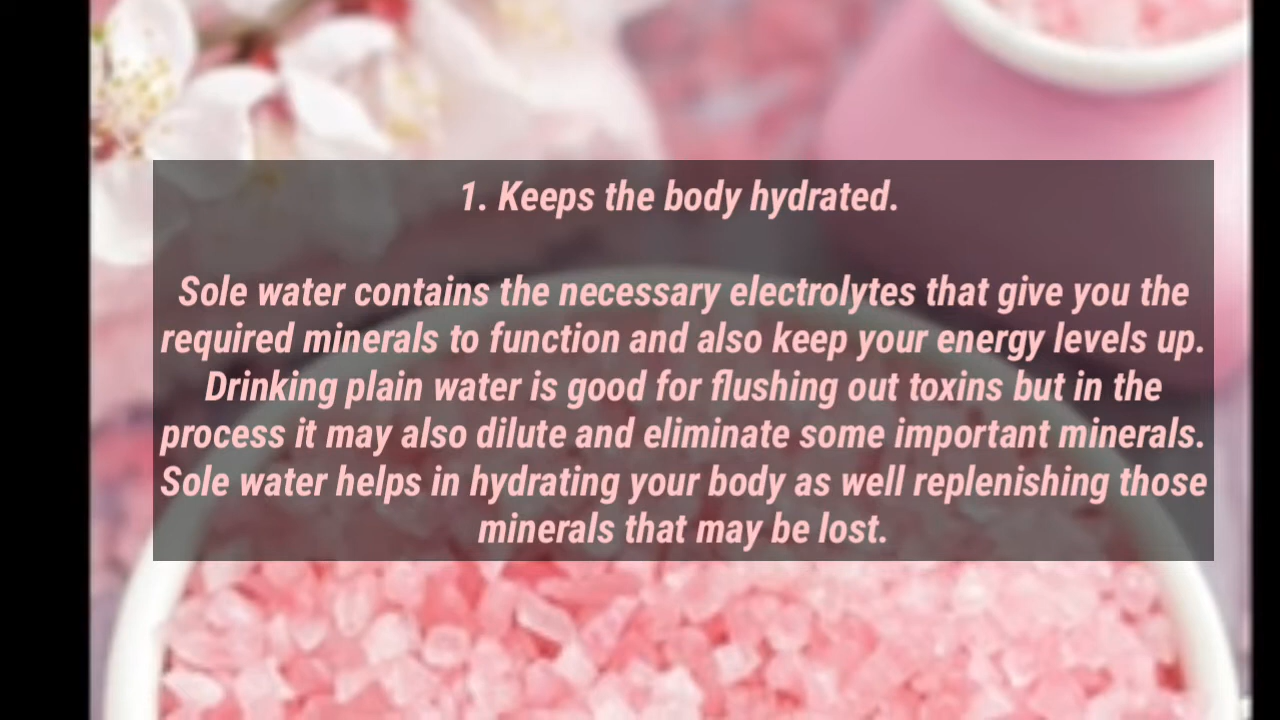 1. Keeps the body hydrated.
Sole water contains the necessary electrolytes that give you the
required minerals to function and also keep your energy levels up.
Drinking plain water is good for flushing out toxins but in the
process it may also dilute and eliminate some important minerals.
Sole water helps in hydrating your body as well replenishing those
minerals that may be lost.